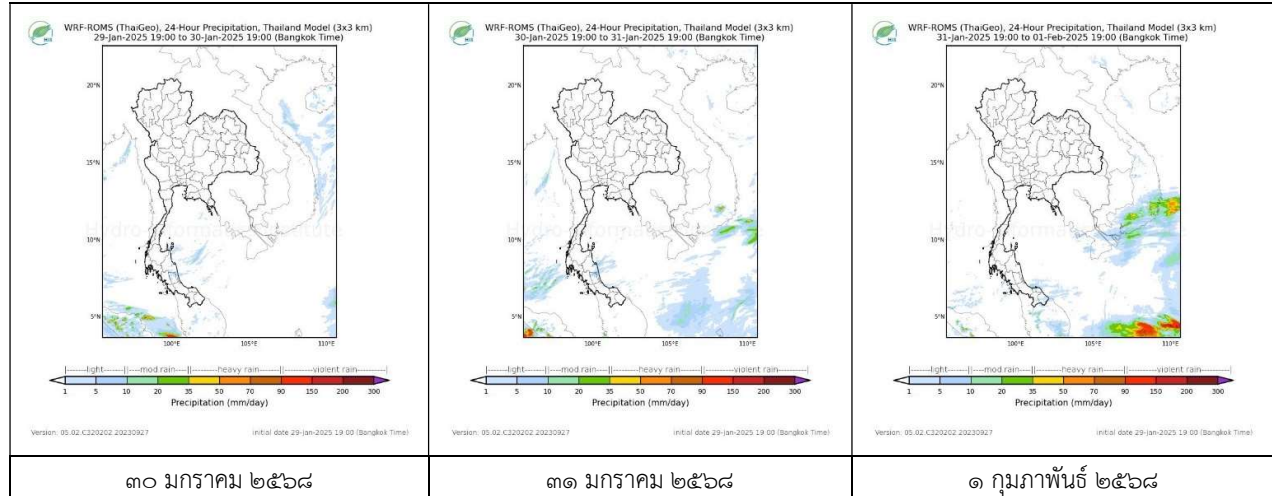 WRF-ROMS (ThaiGeo), 24-Hour Precipitation, Thailand Model (3x3 km)
29-Jan-2025 19:00 to 30-Jan-2025 19:00 (Bangkok Time)
20°N
15°N
10°N
5°N
100°E 105°E 110°E
light mod rain heavy rain violent rain
1 5 10 20 35 50 70 90 150 200 300
Precipitation (mm/day)
Version: 05.02.C320202 20230927 initial date 29-Jan-2025 19:00 (Bangkok Time)
๓๐ มกราคม ๒๕๖๘
WRF-ROMS (ThaiGeo), 24-Hour Precipitation, Thailand Model (3x3 km)
30-Jan-2025 19:00 to 31-Jan-2025 19:00 (Bangkok Time)
20°N
15°N
10°N
5°N
100°E 105°E 110°E
light mod rain heavy rain violent rain
1 5 10 20 35 50 70 90 150 200 300
Precipitation (mm/day)
Version: 05.02.C320202 20230927 initial date 29-Jan-2025 19:00 (Bangkok Time)
๓๑ มกราคม ๒๕๖๘
WRF-ROMS (ThaiGeo), 24-Hour Precipitation, Thailand Model (3x3 km)
31-Jan-2025 19:00 to 01-Feb-2025 19:00 (Bangkok Time)
20°N
15°N
10°N
5°N
100°E 105°E 110°E
light mod rain heavy rain violent rain
1 5 10 20 35 50 70 90 150 200 300
Precipitation (mm/day)
Version: 05.02.C320202 20230927 initial date 29-Jan-2025 19:00 (Bangkok Time)
๑ กุมภาพันธ์ ๒๕๖๘